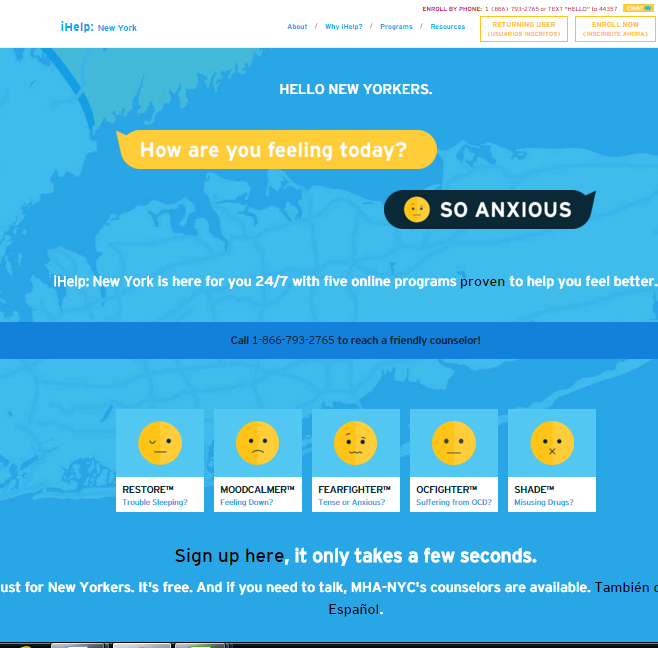 ENROLL BY PHONE: 1 (866) 793-2765 or TEXT "HELLO" to 44357 CHAT
iHelp: New York
About / Why iHelp? / Programs / Resources
RETURNING USER
(USUARIOS INSCRITOS)
ENROLL NOW
(INSCRIBITE AHORA)
HELLO NEW YORKERS.
How are you feeling today?
SO ANXIOUS
iHelp: New York is here for you 24/7 with five online programs proven to help you feel better.
Call 1-866-793-2765 to reach a friendly counselor!
RESTORE™
Trouble Sleeping?
MOODCALMER™
Feeling Down?
FEARFIGHTER™
Tense or Anxious?
OCFIGHTER™
Suffering from OCD?
SHADE™
Misusing Drugs?
Sign up here, it only takes a few seconds.
ust for New Yorkers. It's free. And if you need to talk, MHA-NYC's counselors are available. También
Español.